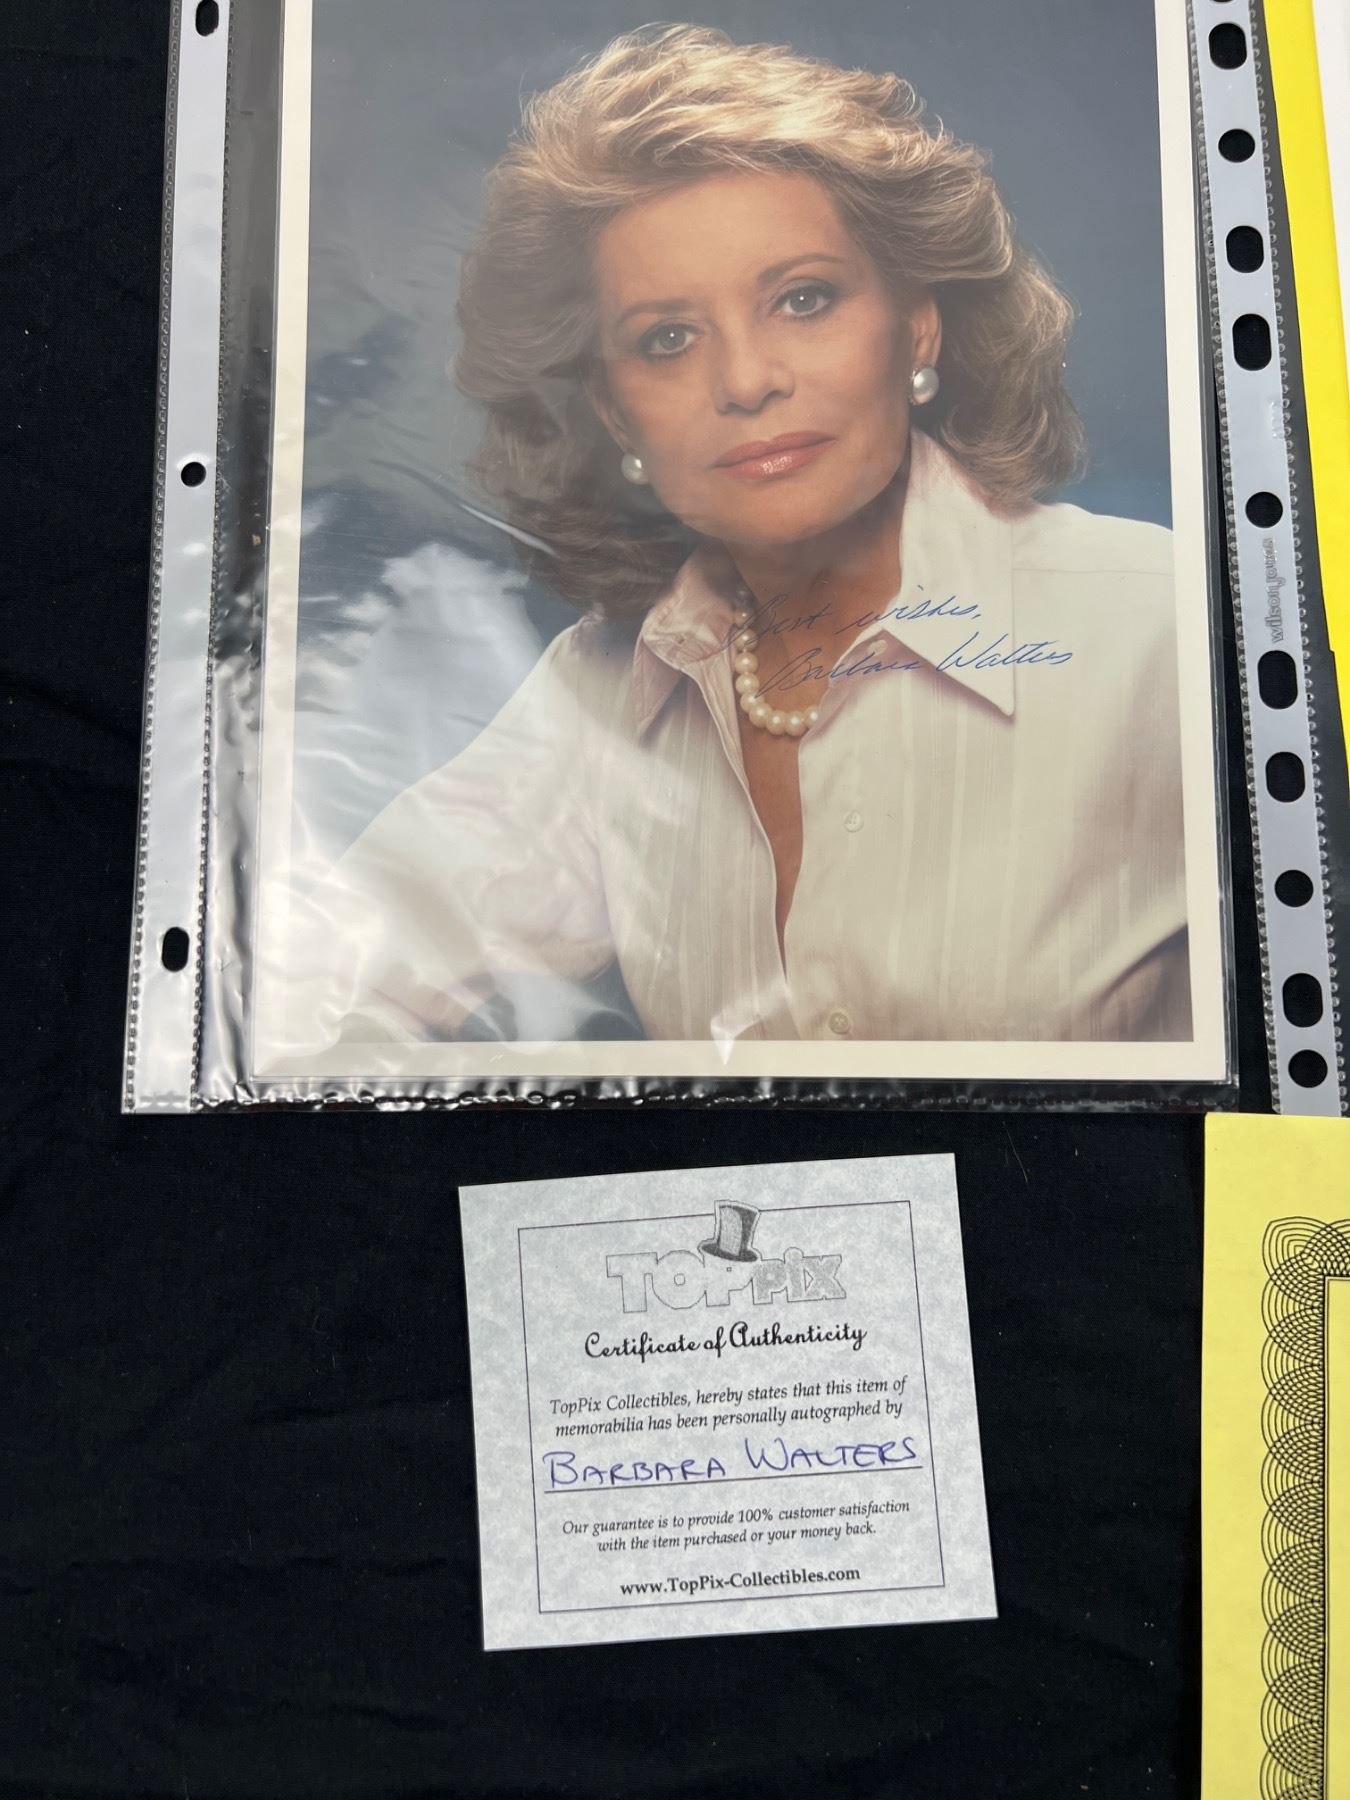 Best wishes,
Barbara Walters
wilson jones
TOPPIX
Certificate of Authenticity
TopPix Collectibles, hereby states that this item of
memorabilia has been personally autographed by
BARBARA WALTERS
Our guarantee is to provide 100% customer satisfaction
with the item purchased or your money back.
www.TopPix-Collectibles.com